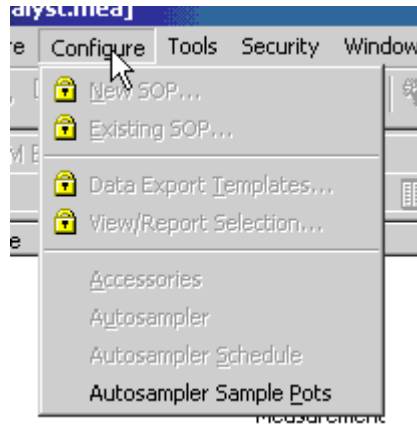 alyst.mea]
re Configure Tools Security Window
New SOP...
Existing SOP...
Data Export Templates...
View/Report Selection...
e
Accessories
Autosampler
Autosampler Schedule
Autosampler Sample Pots
Measurement